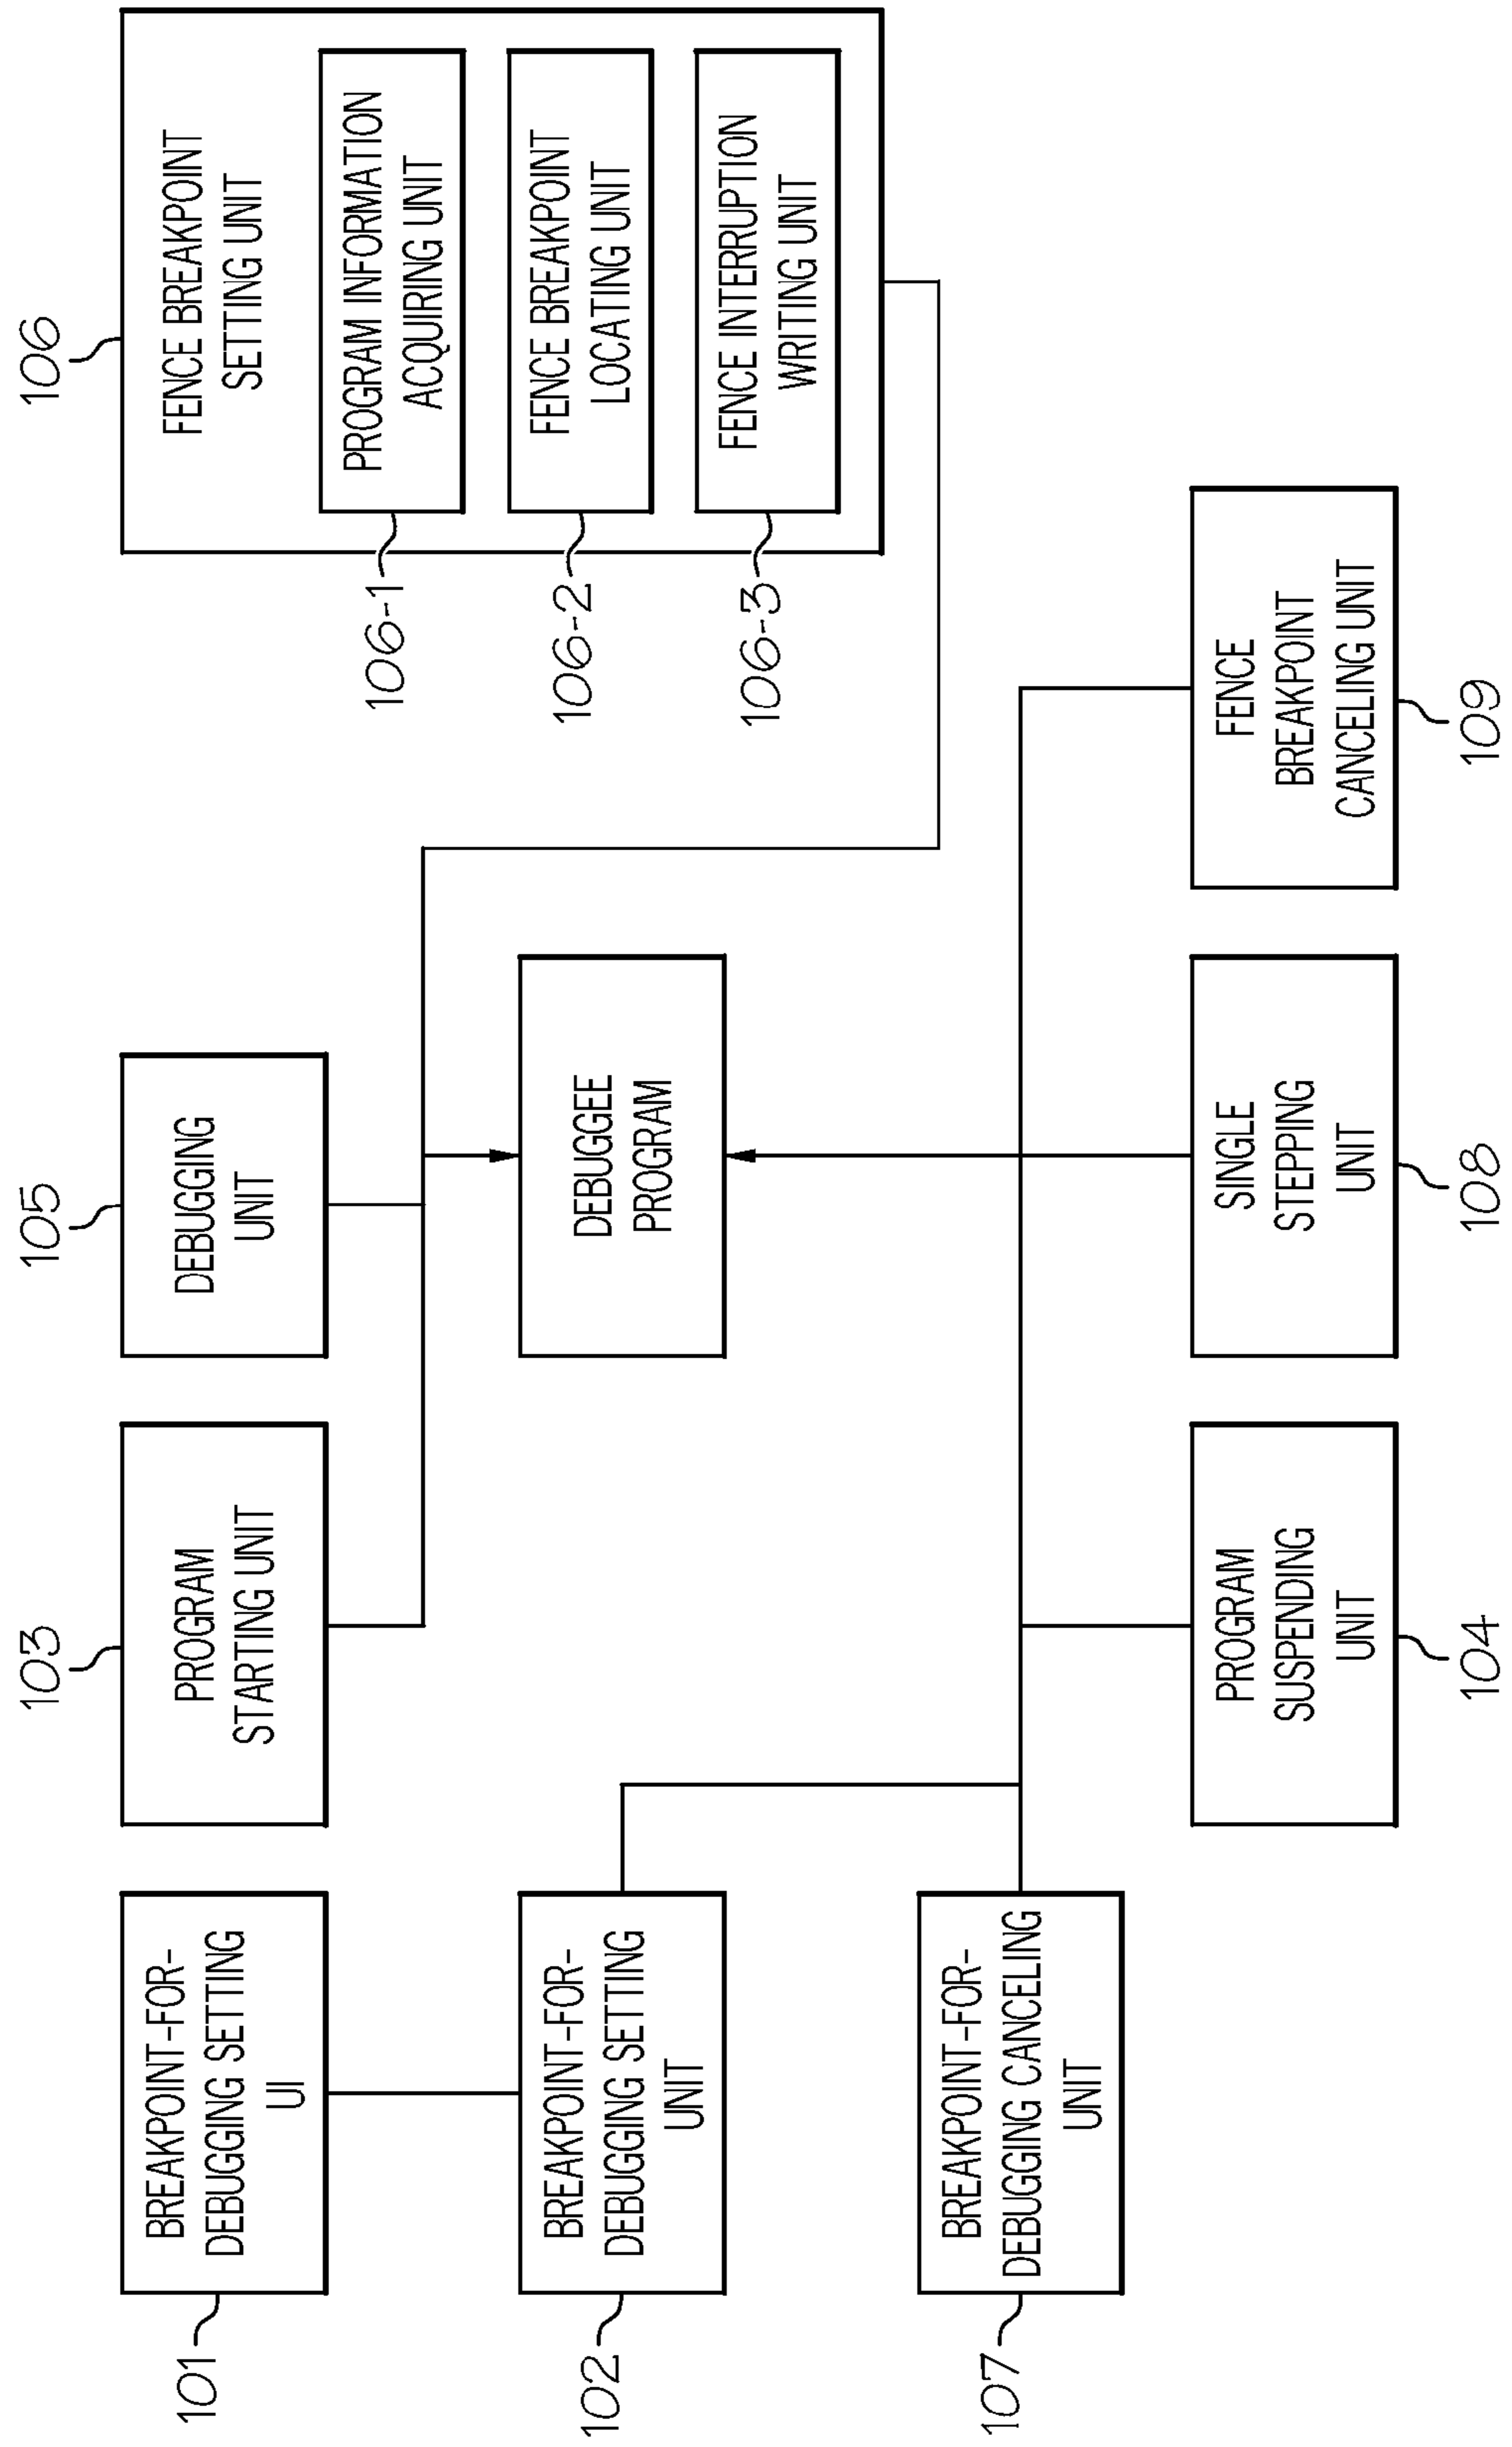 101
BREAKPOINT-FOR-
DEBUGGING SETTING
UI
103
PROGRAM
STARTING UNIT
105
DEBUGGING
UNIT
106
FENCE BREAKPOINT
SETTING UNIT
106-1
PROGRAM INFORMATION
ACQUIRING UNIT
106-2
FENCE BREAKPOINT
LOCATING UNIT
106-3
FENCE INTERRUPTION
WRITING UNIT
102
BREAKPOINT-FOR-
DEBUGGING SETTING
UNIT
DEBUGGEE
PROGRAM
107
BREAKPOINT-FOR-
DEBUGGING CANCELING
UNIT
PROGRAM
SUSPENDING
UNIT
104
SINGLE
STEPPING
UNIT
108
FENCE
BREAKPOINT
CANCELING UNIT
109